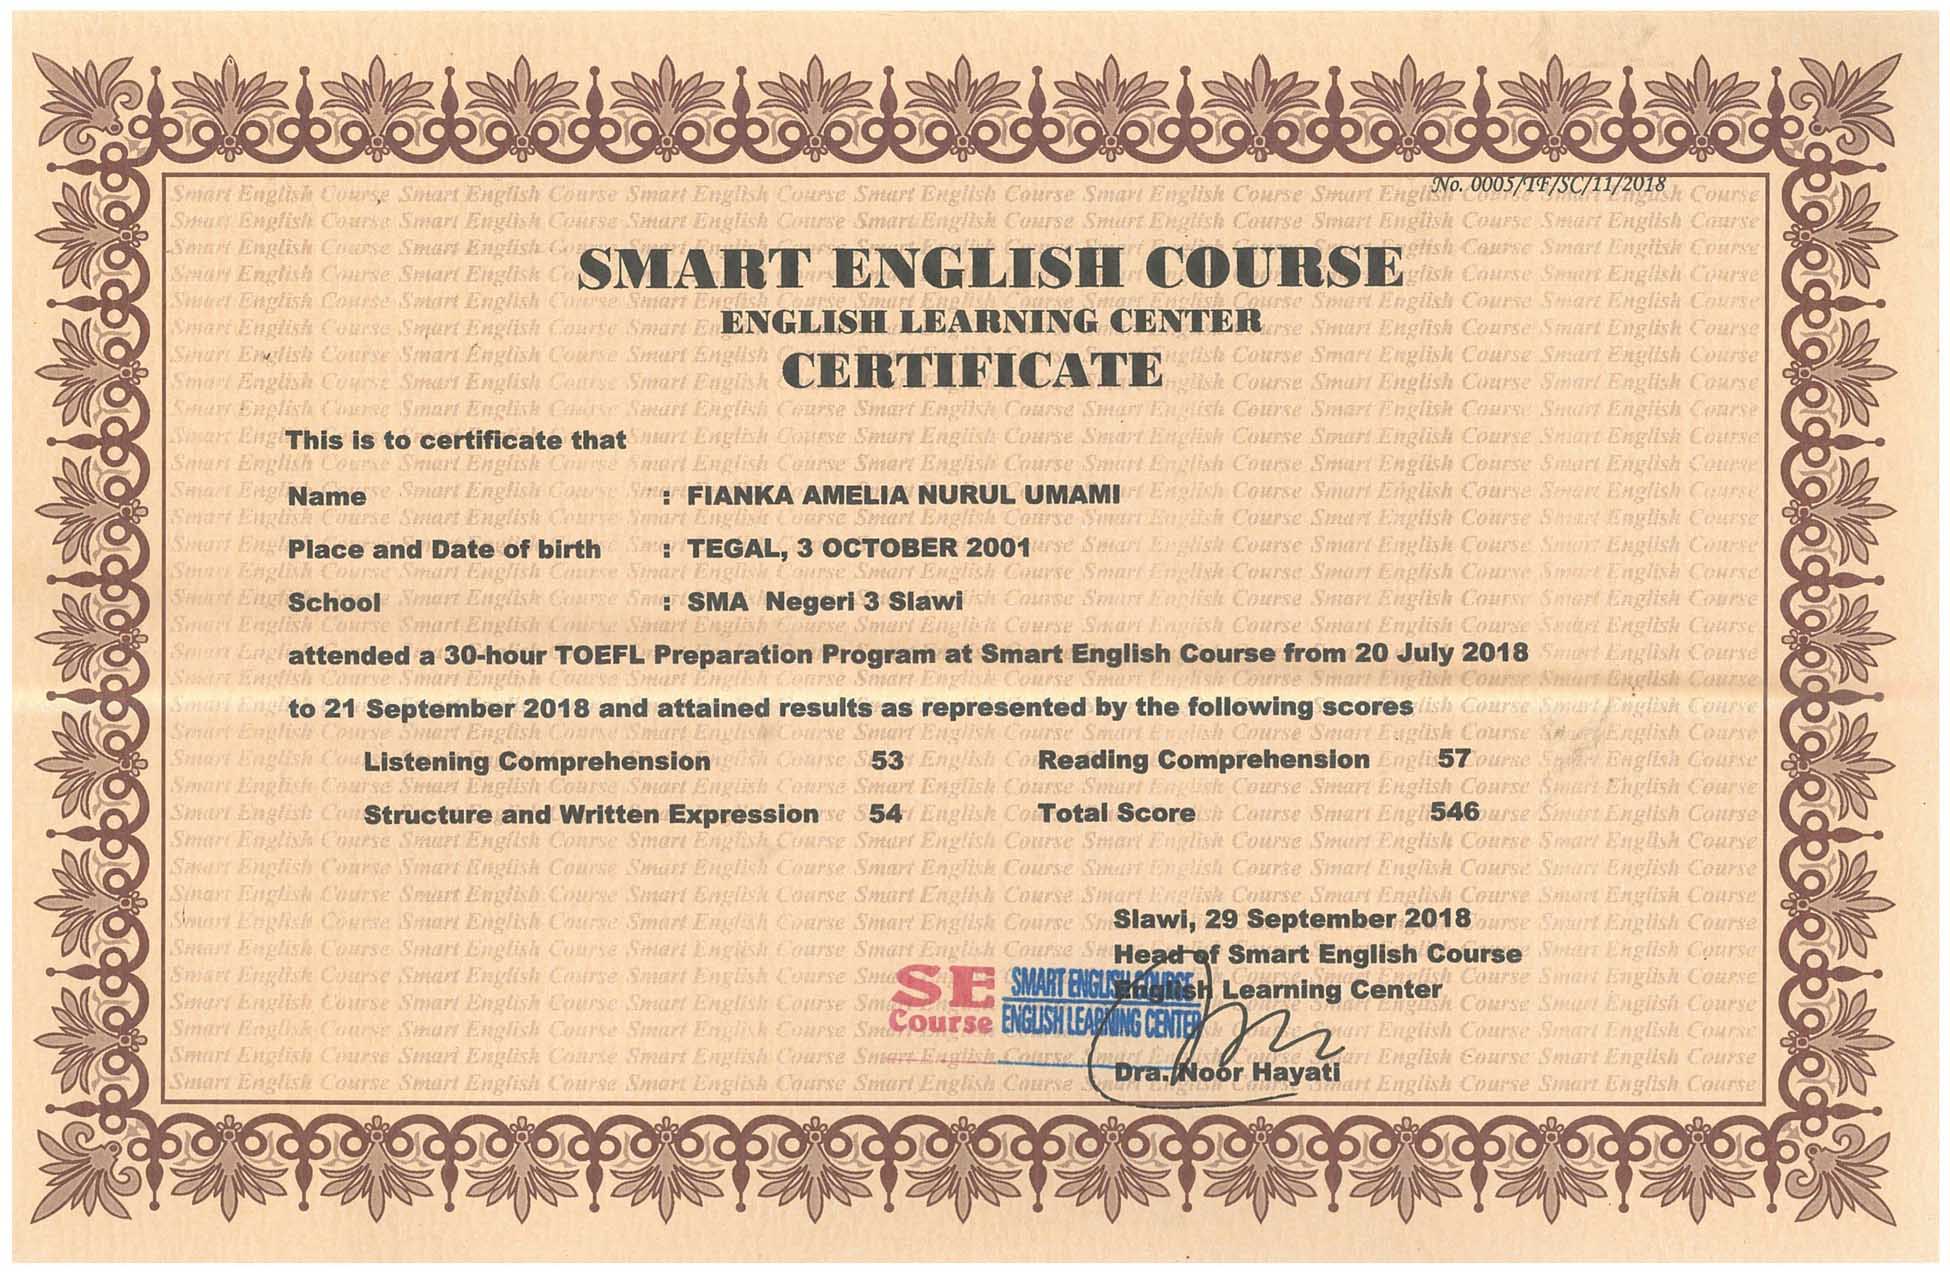 No. 0005/TF/SC/11/2018
SMART ENGLISH COURSE
ENGLISH LEARNING CENTER
CERTIFICATE
This is to certificate that
Name : FIANKA AMELIA NURUL UMAMI
Place and Date of birth : TEGAL, 3 OCTOBER 2001
School : SMA Negeri 3 Slawi
attended a 30-hour TOEFL Preparation Program at Smart English Course from 20 July 2018
to 21 September 2018 and attained results as represented by the following scores
Listening Comprehension 53 Reading Comprehension 57
Structure and Written Expression 54 Total Score 546
Slawi, 29 September 2018
Head of Smart English Course
English Learning Center
SE Course
SMART ENGLISH COURSE
ENGLISH LEARNING CENTER
Dra. Noor Hayati